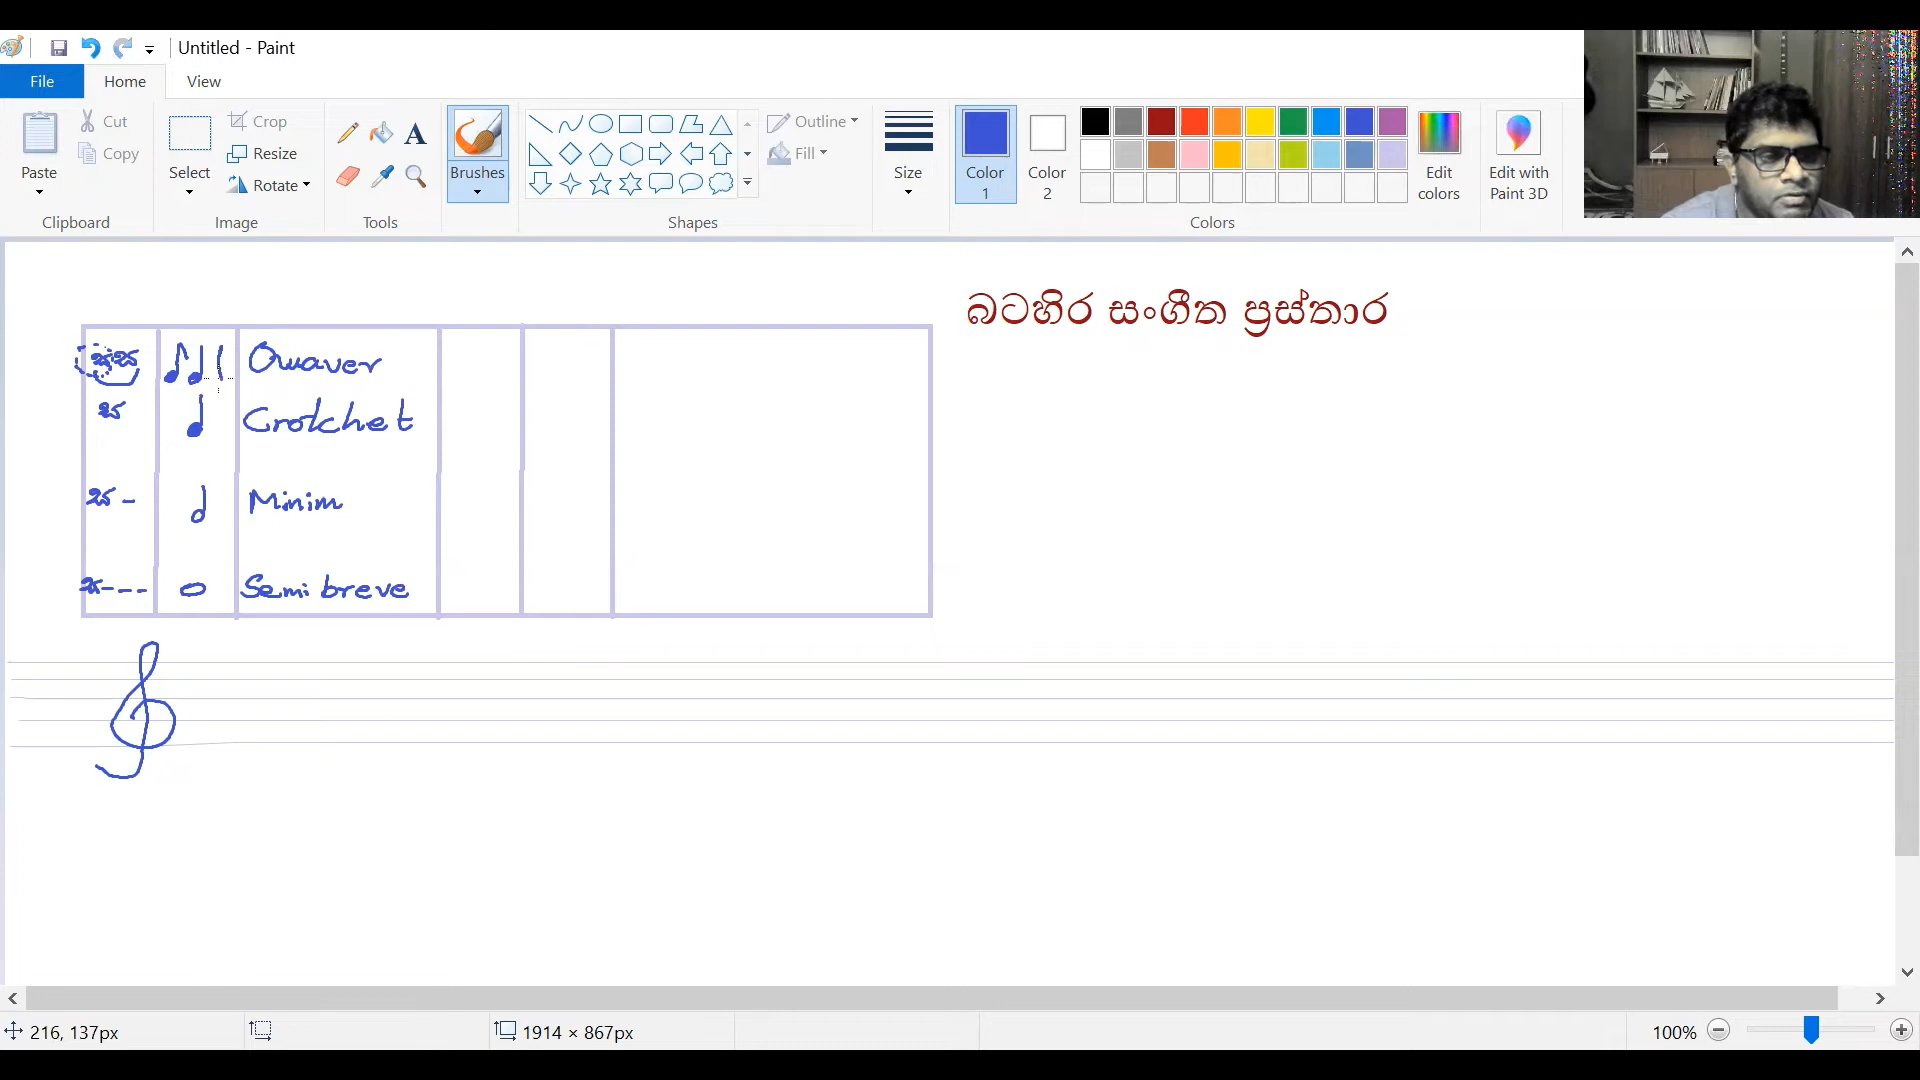 Untitled - Paint
File Home View
Paste
Cut
Copy
Clipboard
Select
Crop
Resize
Rotate
Image
Tools
Brushes
Shapes
Outline
Fill
Size
Color 1
Color 2
Edit colors
Colors
Edit with Paint 3D
බටහිර සංගීත ප්‍රස්තාර
Quaver
Crotchet
Minim
Semi breve
216, 137px
1914 × 867px
100%